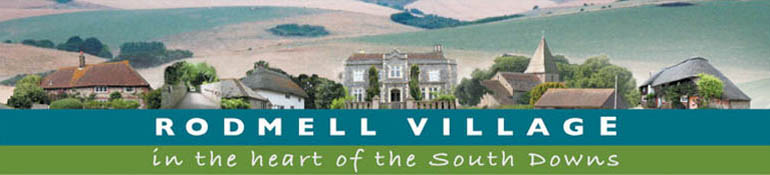 RODMELL VILLAGE
in the heart of the South Downs